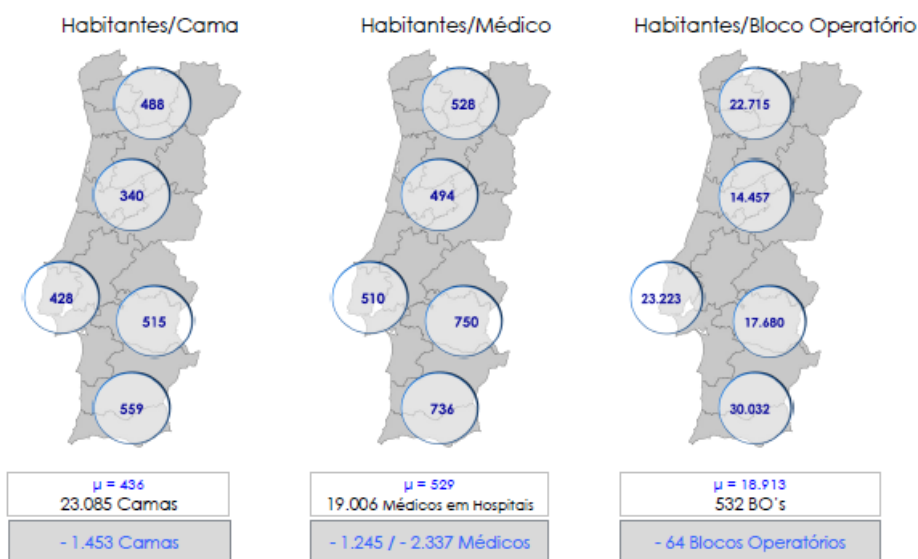 Habitantes/Cama
488
340
428
515
559
μ = 436
23.085 Camas
- 1.453 Camas
Habitantes/Médico
528
494
510
750
736
μ = 529
19.006 Médicos em Hospitais
- 1.245 / - 2.337 Médicos
Habitantes/Bloco Operatório
22.715
14.457
23.223
17.680
30.032
μ = 18.913
532 BO´s
- 64 Blocos Operatórios